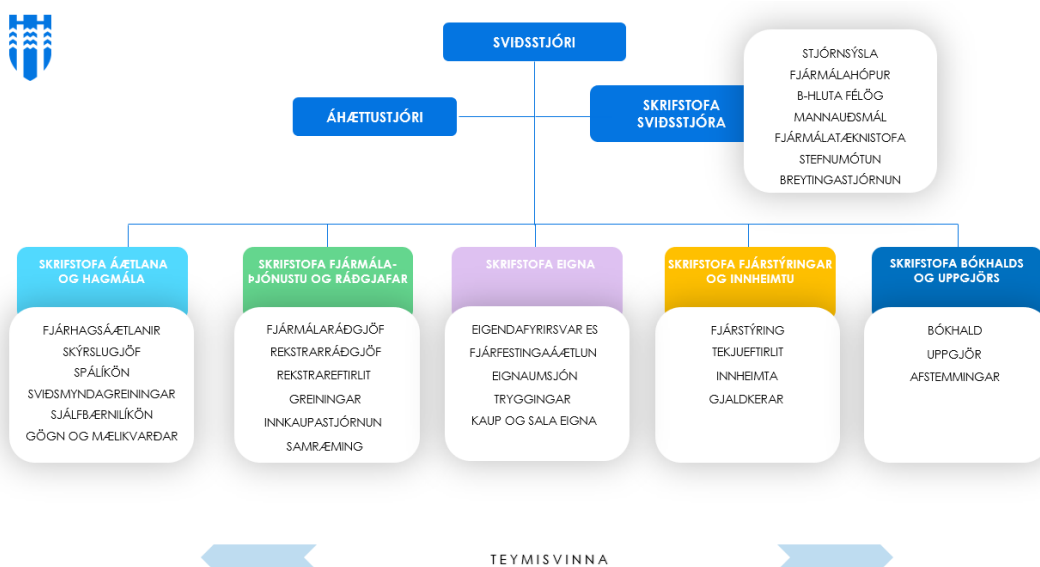 SVIÐSSTJÓRI
ÁHÆTTUSTJÓRI
SKRIFSTOFA
SVIÐSSTJÓRA
STJÓRNSÝSLA
FJÁRMÁLAHÓPUR
B-HLUTA FÉLÖG
MANNAUÐSMÁL
FJÁRMÁLATÆKNISTOFA
STEFNUMÓTUN
BREYTINGASTJÓRNUN
SKRIFSTOFA ÁÆTLANA
OG HAGMÁLA
FJÁRHAGSÁÆTLANIR
SKÝRSLUGJÖF
SPÁLÍKÖN
SVIÐSMYNDAGREININGAR
SJÁLFBÆRNILÍKÖN
GÖGN OG MÆLIKVARÐAR
SKRIFSTOFA FJÁRMÁLA-
ÞJÓNUSTU OG RÁÐGJAFAR
FJÁRMÁLARÁÐGJÖF
REKSTRARRÁÐGJÖF
REKSTRAREFTIRLIT
GREININGAR
INNKAUPASTJÓRNUN
SAMRÆMING
SKRIFSTOFA EIGNA
EIGENDAFYRIRSVAR ES
FJÁRFESTINGAÁÆTLUN
EIGNAUMSJÓN
TRYGGINGAR
KAUP OG SALA EIGNA
SKRIFSTOFA FJÁRSTÝRINGAR
OG INNHEIMTU
FJÁRSTÝRING
TEKJUEFTIRLIT
INNHEIMTA
GJALDKERAR
SKRIFSTOFA BÓKHALDS
OG UPPGJÖRS
BÓKHALD
UPPGJÖR
AFSTEMMINGAR
TEYMISVINNA